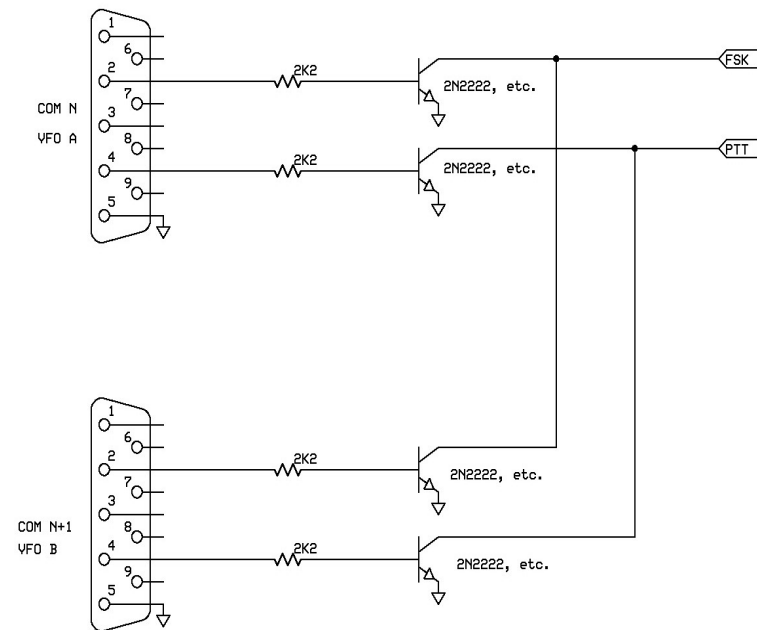 1
6
2
7
3
8
4
9
5
COM N
VFO A
2K2
2N2222, etc.
FSK
2K2
2N2222, etc.
PTT
1
6
2
7
3
8
4
9
5
COM N+1
VFO B
2K2
2N2222, etc.
2K2
2N2222, etc.